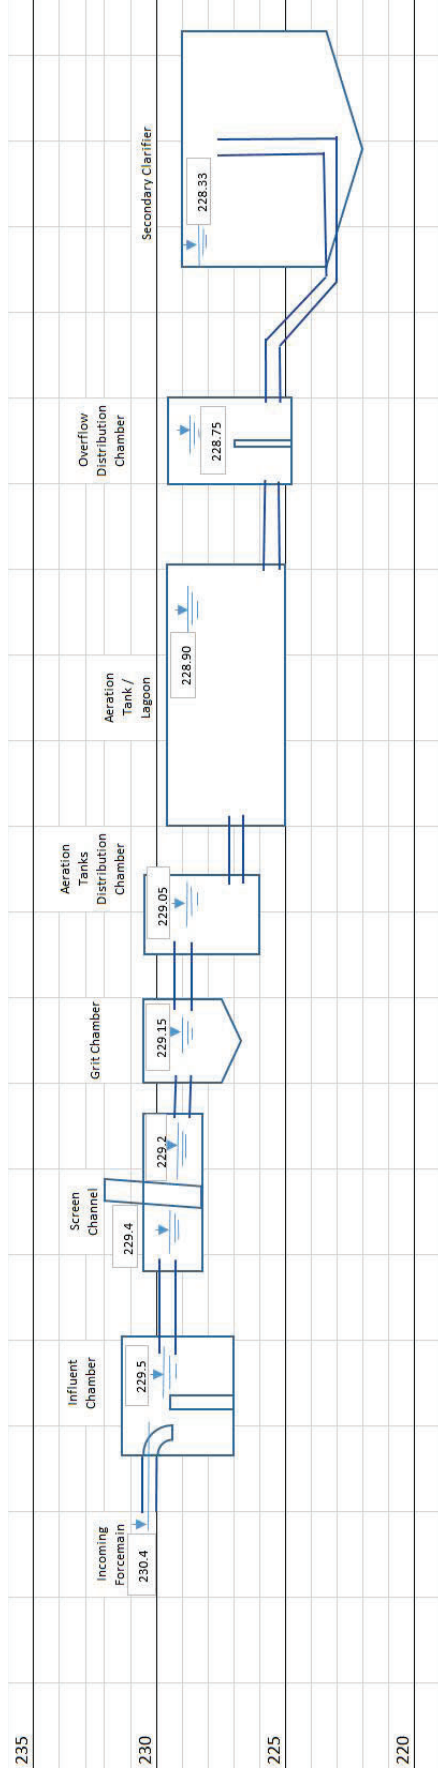 235
230
225
220
Incoming
Forcemain
230.4
Influent
Chamber
229.5
Screen
Channel
229.4
229.2
Grit Chamber
229.15
Aeration
Tanks
Distribution
Chamber
229.05
Aeration
Tank /
Lagoon
228.90
Overflow
Distribution
Chamber
228.75
Secondary Clarifier
228.33